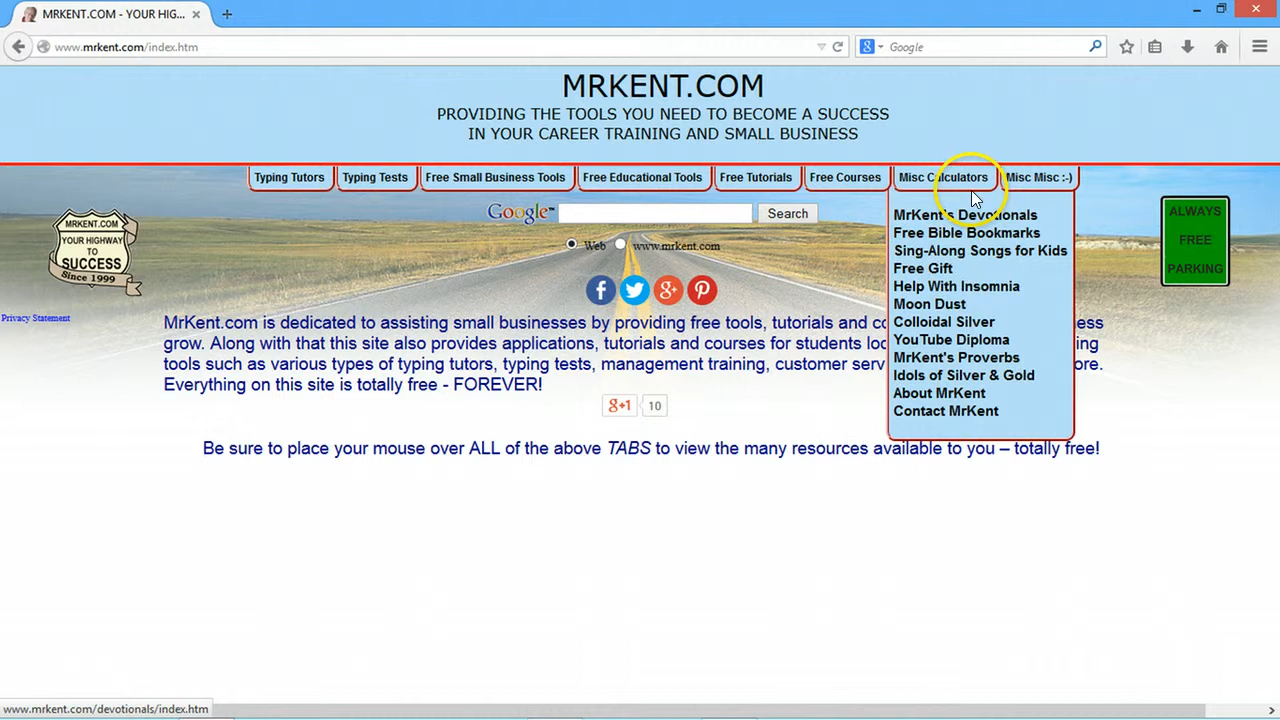 MRKENT.COM - YOUR HIG...
www.mrkent.com/index.htm
Google
MRKENT.COM
PROVIDING THE TOOLS YOU NEED TO BECOME A SUCCESS
IN YOUR CAREER TRAINING AND SMALL BUSINESS
Typing Tutors
Typing Tests
Free Small Business Tools
Free Educational Tools
Free Tutorials
Free Courses
Misc Calculators
Misc Misc :-)
MRKENT.COM
YOUR HIGHWAY
TO
SUCCESS
Since 1999
Google™
Search
Web
www.mrkent.com
ALWAYS
FREE
PARKING
MrKent's Devotionals
Free Bible Bookmarks
Sing-Along Songs for Kids
Free Gift
Help With Insomnia
Moon Dust
Colloidal Silver
YouTube Diploma
MrKent's Proverbs
Idols of Silver & Gold
About MrKent
Contact MrKent
Privacy Statement
MrKent.com is dedicated to assisting small businesses by providing free tools, tutorials and co ess
grow. Along with that this site also provides applications, tutorials and courses for students loo ing
tools such as various types of typing tutors, typing tests, management training, customer serv ore.
Everything on this site is totally free - FOREVER!
g+1
10
Be sure to place your mouse over ALL of the above TABS to view the many resources available to you – totally free!
www.mrkent.com/devotionals/index.htm